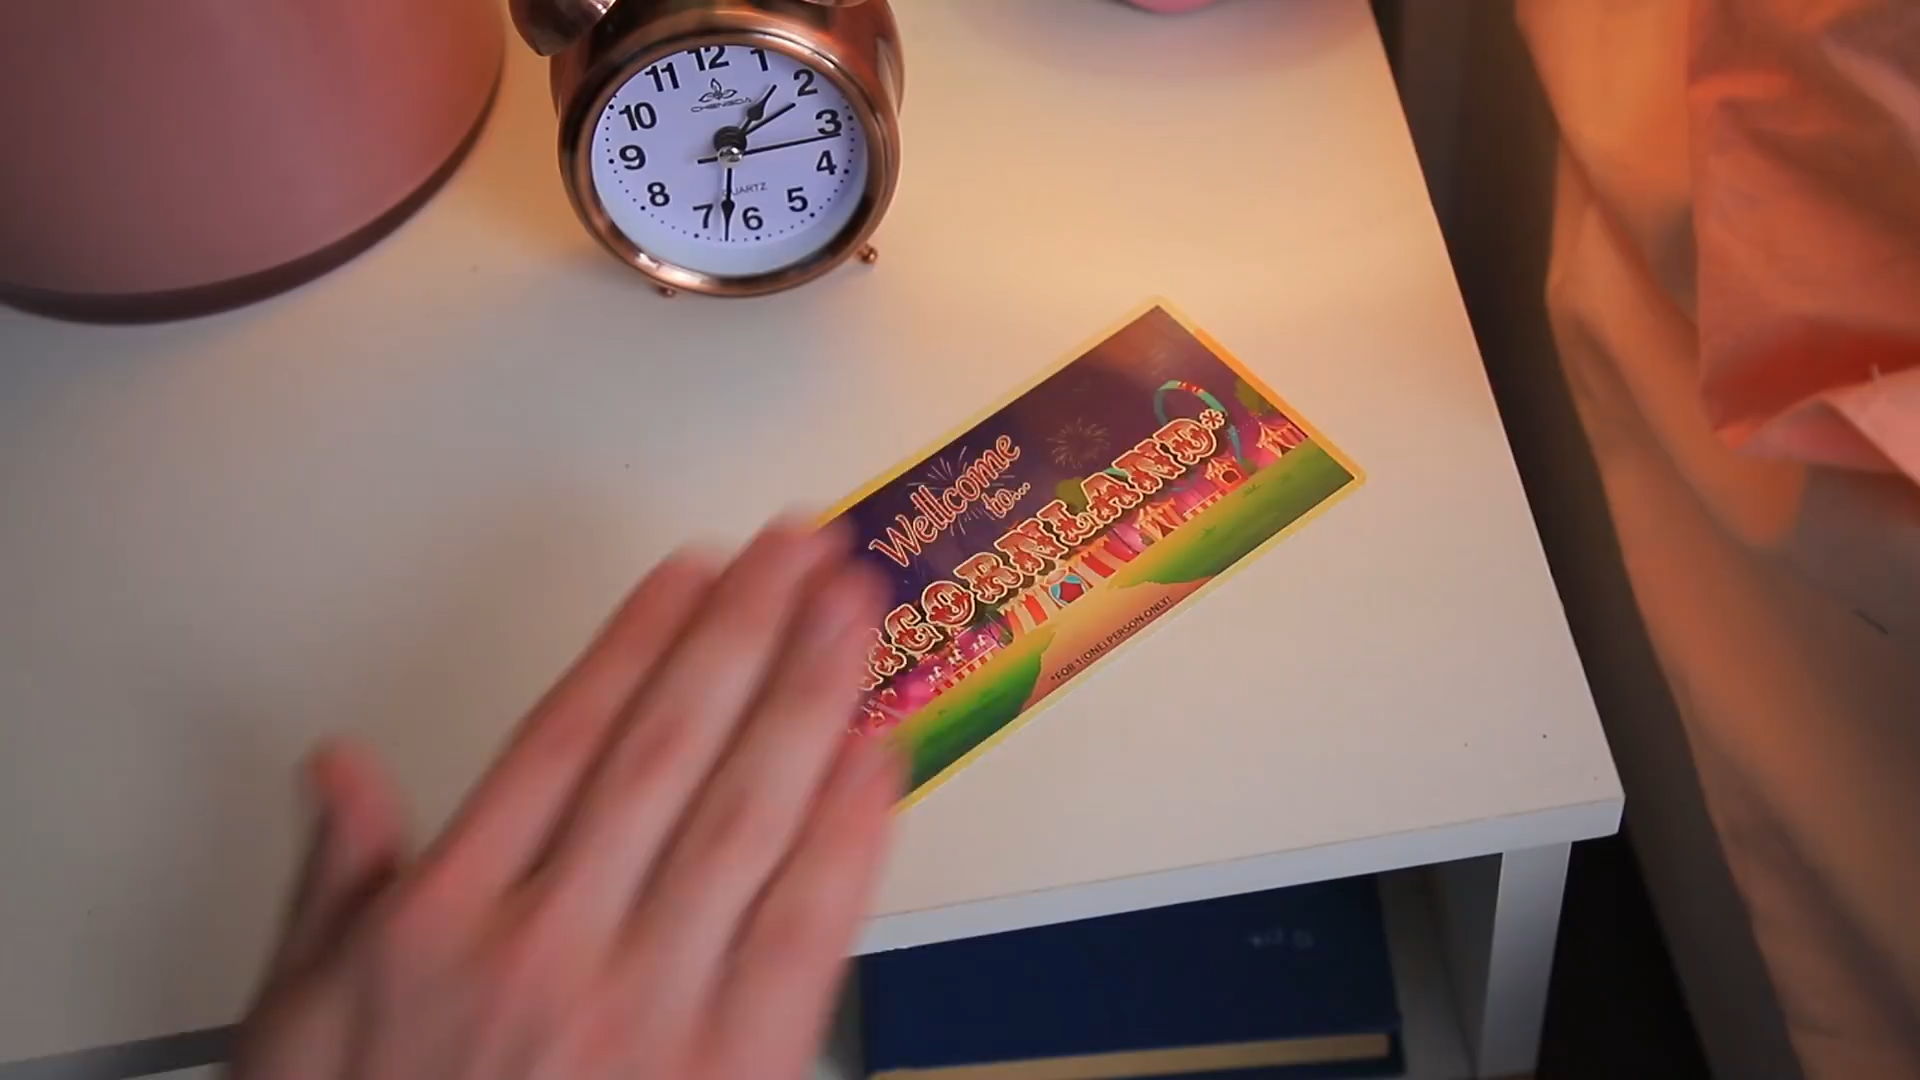 12
11 1
10 2
CHENGDA
9 3
8 4
QUARTZ
7 6 5
Wellcome
to...
CORNLAND*
*FOR 1(ONE) PERSON ONLY!